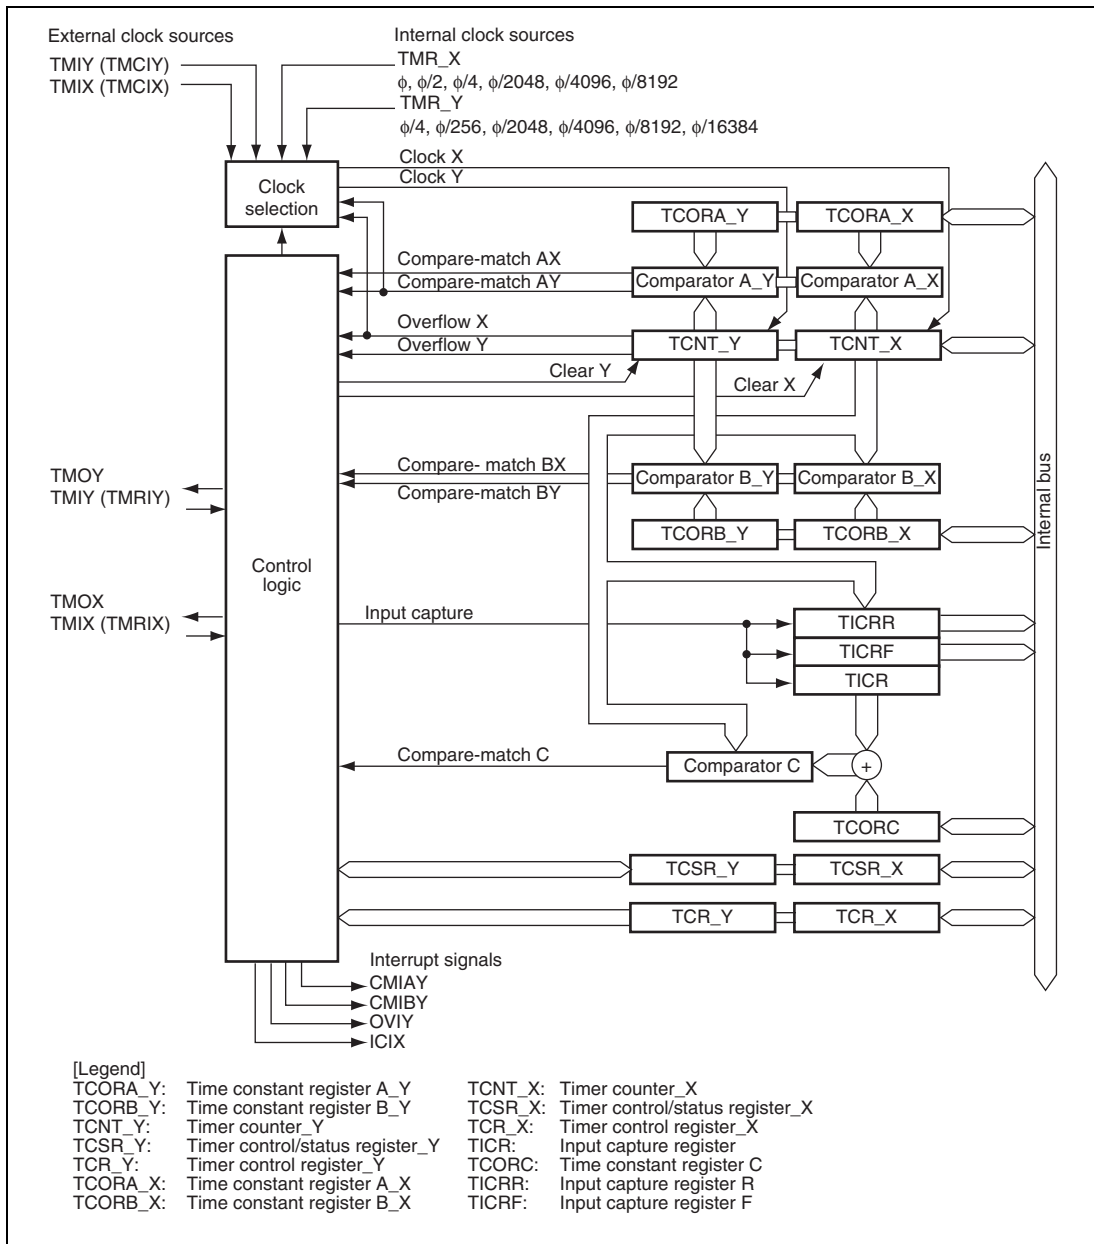 External clock sources
Internal clock sources
TMIY (TMCIY)
TMIX (TMCIX)
TMR_X
ϕ, ϕ/2, ϕ/4, ϕ/2048, ϕ/4096, ϕ/8192
TMR_Y
ϕ/4, ϕ/256, ϕ/2048, ϕ/4096, ϕ/8192, ϕ/16384
Clock X
Clock Y
Clock
selection
TCORA_Y
TCORA_X
Compare-match AX
Compare-match AY
Comparator A_Y
Comparator A_X
Overflow X
Overflow Y
TCNT_Y
TCNT_X
Clear Y
Clear X
Compare- match BX
Compare-match BY
Comparator B_Y
Comparator B_X
TMOY
TMIY (TMRIY)
TCORB_Y
TCORB_X
Internal bus
Control
logic
TMOX
TMIX (TMRIX)
Input capture
TICRR
TICRF
TICR
Compare-match C
Comparator C
+
TCORC
TCSR_Y
TCSR_X
TCR_Y
TCR_X
Interrupt signals
CMIAY
CMIBY
OVIY
ICIX
[Legend]
TCORA_Y: Time constant register A_Y
TCORB_Y: Time constant register B_Y
TCNT_Y: Timer counter_Y
TCSR_Y: Timer control/status register_Y
TCR_Y: Timer control register_Y
TCORA_X: Time constant register A_X
TCORB_X: Time constant register B_X
TCNT_X: Timer counter_X
TCSR_X: Timer control/status register_X
TCR_X: Timer control register_X
TICR: Input capture register
TCORC: Time constant register C
TICRR: Input capture register R
TICRF: Input capture register F